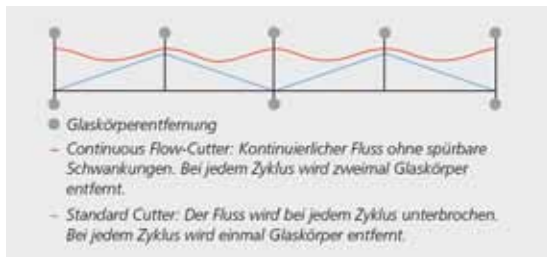 Glaskörperentfernung
– Continuous Flow-Cutter: Kontinuierlicher Fluss ohne spürbare
Schwankungen. Bei jedem Zyklus wird zweimal Glaskörper
entfernt.
– Standard Cutter: Der Fluss wird bei jedem Zyklus unterbrochen.
Bei jedem Zyklus wird einmal Glaskörper entfernt.